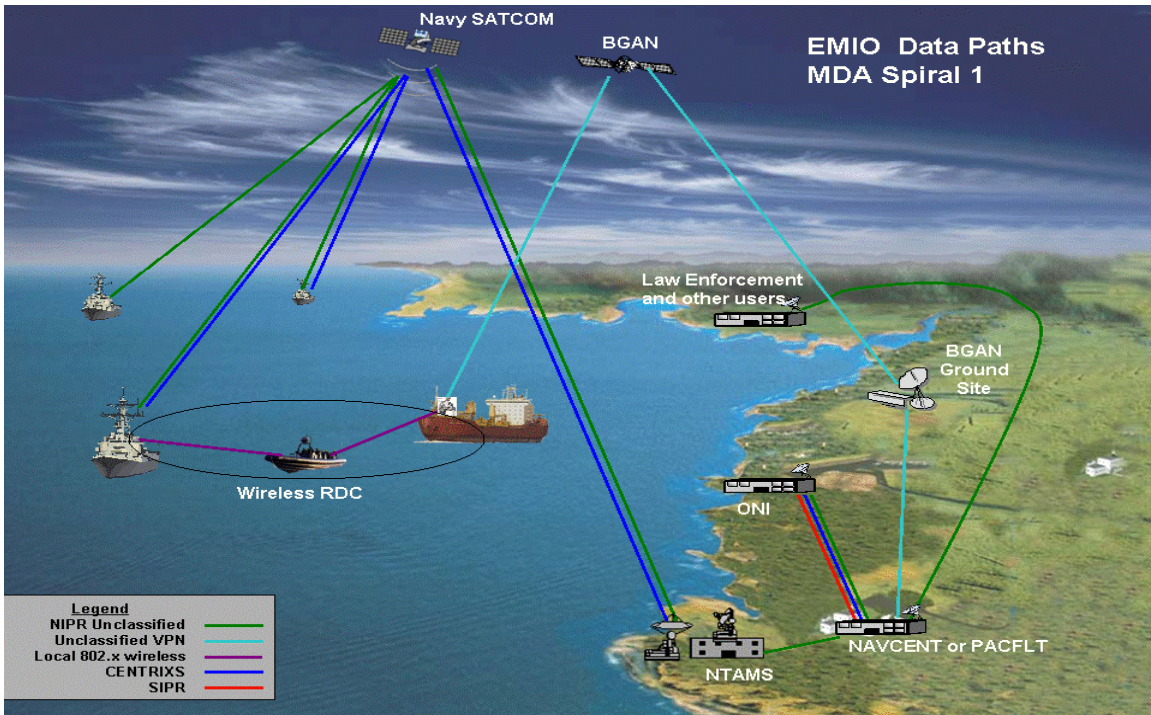 Navy SATCOM
BGAN
EMIO Data Paths
MDA Spiral 1
Law Enforcement
and other users
BGAN
Ground
Site
Wireless RDC
ONI
NTAMS
NAVCENT or PACFLT
Legend
NIPR Unclassified
Unclassified VPN
Local 802.x wireless
CENTRIXS
SIPR